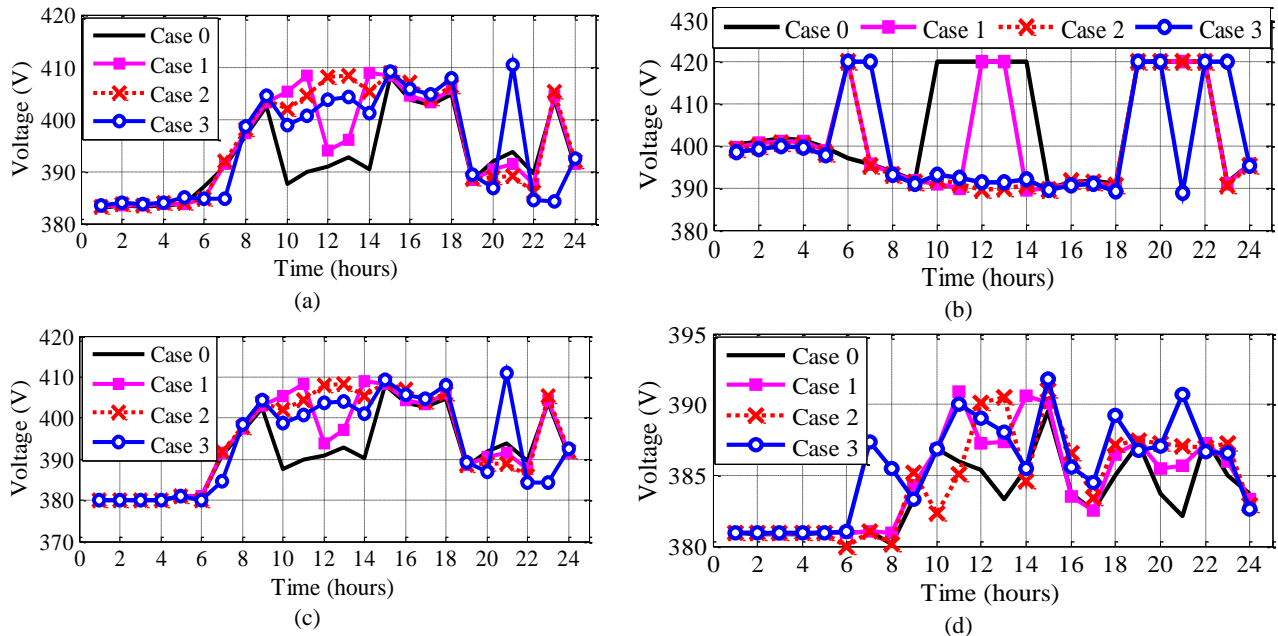 420
410
400
390
380
Voltage (V)
Case 0
Case 1
Case 2
Case 3
0 2 4 6 8 10 12 14 16 18 20 22 24
Time (hours)
(a)
430
420
400
390
380
Voltage (V)
Case 0 Case 1 Case 2 Case 3
0 2 4 6 8 10 12 14 16 18 20 22 24
Time (hours)
(b)
420
410
400
390
380
370
Voltage (V)
Case 0
Case 1
Case 2
Case 3
0 2 4 6 8 10 12 14 16 18 20 22 24
Time (hours)
(c)
395
390
385
380
Voltage (V)
Case 0
Case 1
Case 2
Case 3
0 2 4 6 8 10 12 14 16 18 20 22 24
Time (hours)
(d)